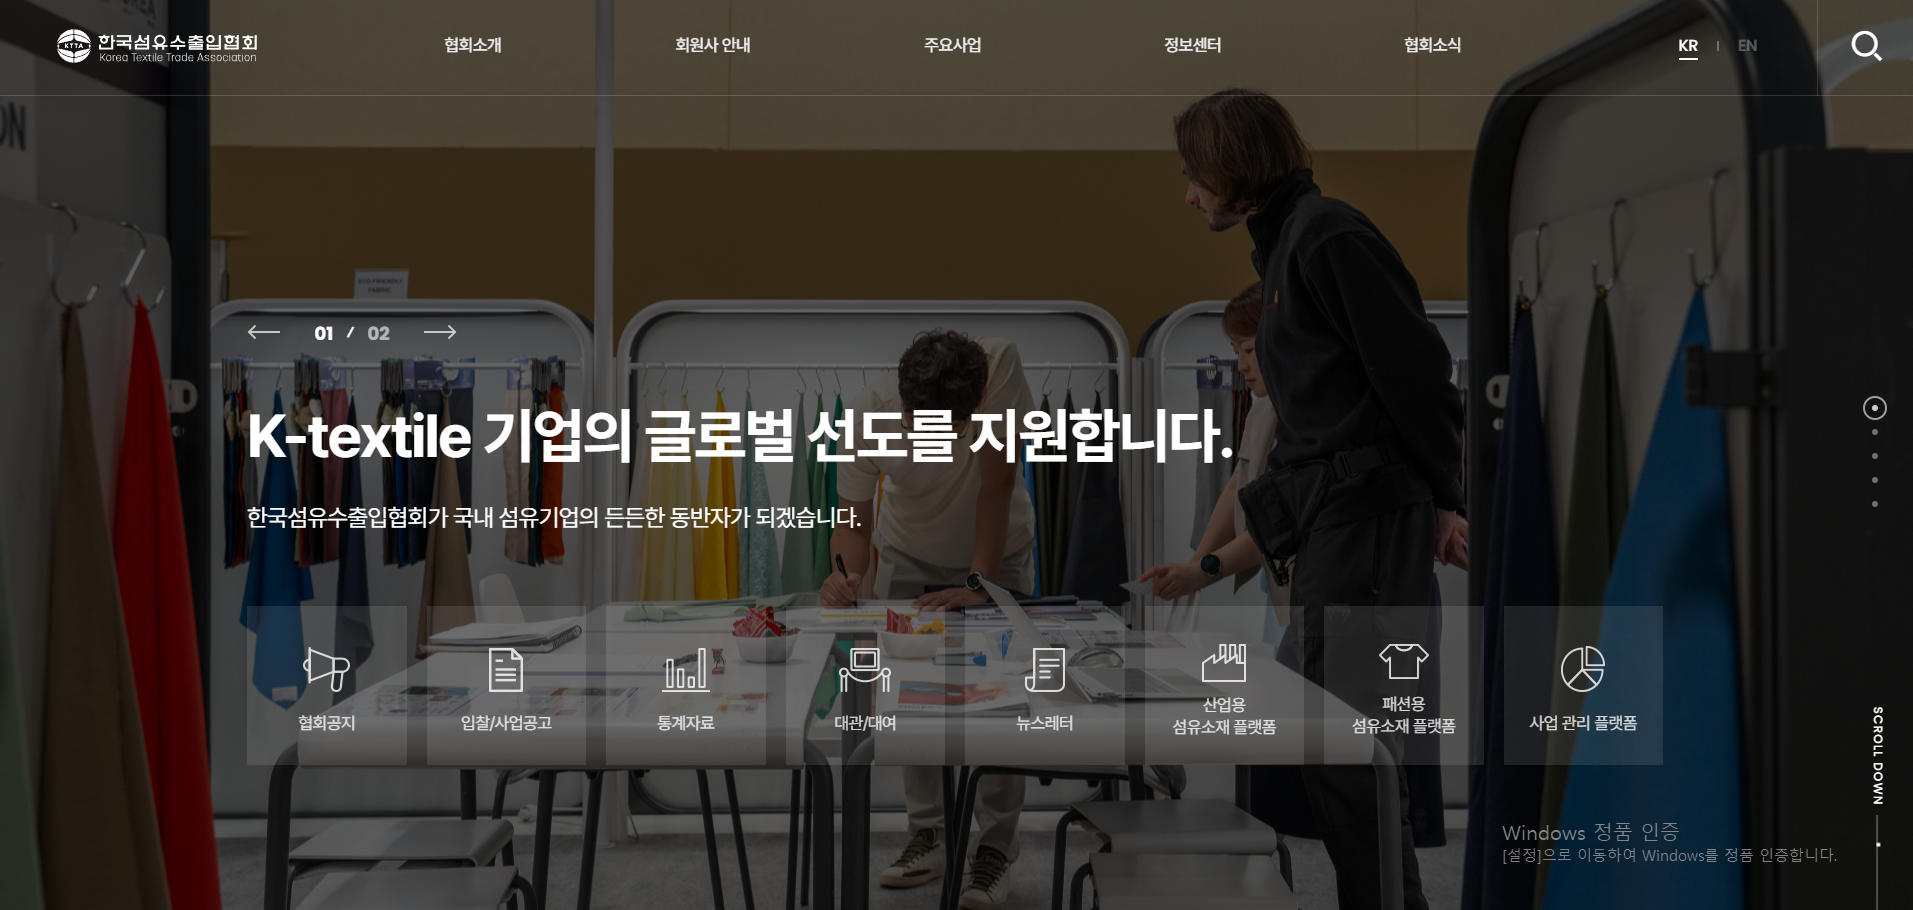 한국섬유수출입협회
Korea Textile Trade Association
KTTA
협회소개
회원사 안내
주요사업
정보센터
협회소식
KR
EN
ECO-FRIENDLY
FABRIC
01 / 02
K-textile 기업의 글로벌 선도를 지원합니다.
한국섬유수출입협회가 국내 섬유기업의 든든한 동반자가 되겠습니다.
협회공지
입찰/사업공고
통계자료
대관/대여
뉴스레터
산업용
섬유소재 플랫폼
패션용
섬유소재 플랫폼
사업 관리 플랫폼
SCROLL DOWN
Windows 정품 인증
[설정]으로 이동하여 Windows를 정품 인증합니다.